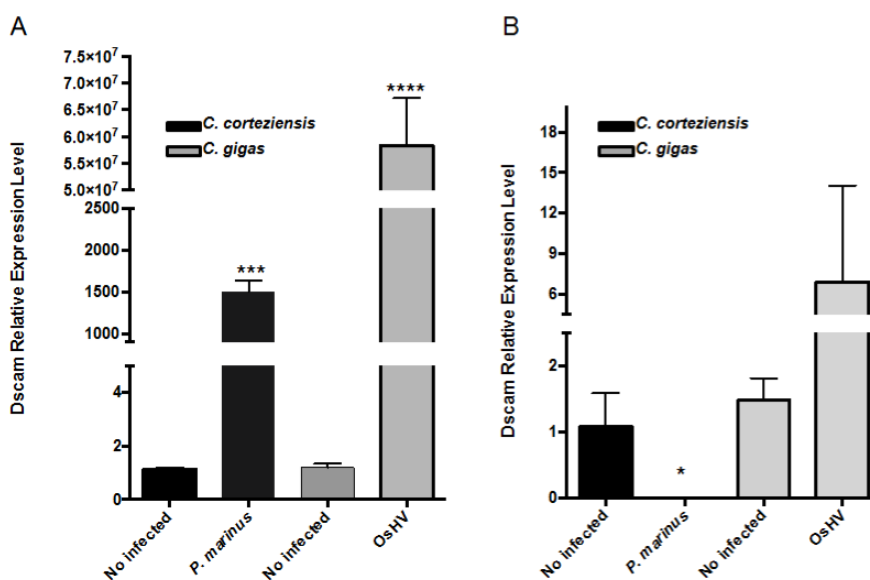 A
Dscam Relative Expression Level
7.5×10⁷
7.0×10⁷
6.5×10⁷
6.0×10⁷
5.5×10⁷
5.0×10⁷
2500
2000
1500
1000
4
2
0
C. corteziensis
C. gigas
***
****
No infected
P. marinus
No infected
OsHV
B
Dscam Relative Expression Level
18
15
12
9
6
2
1
0
C. corteziensis
C. gigas
*
No infected
P. marinus
No infected
OsHV